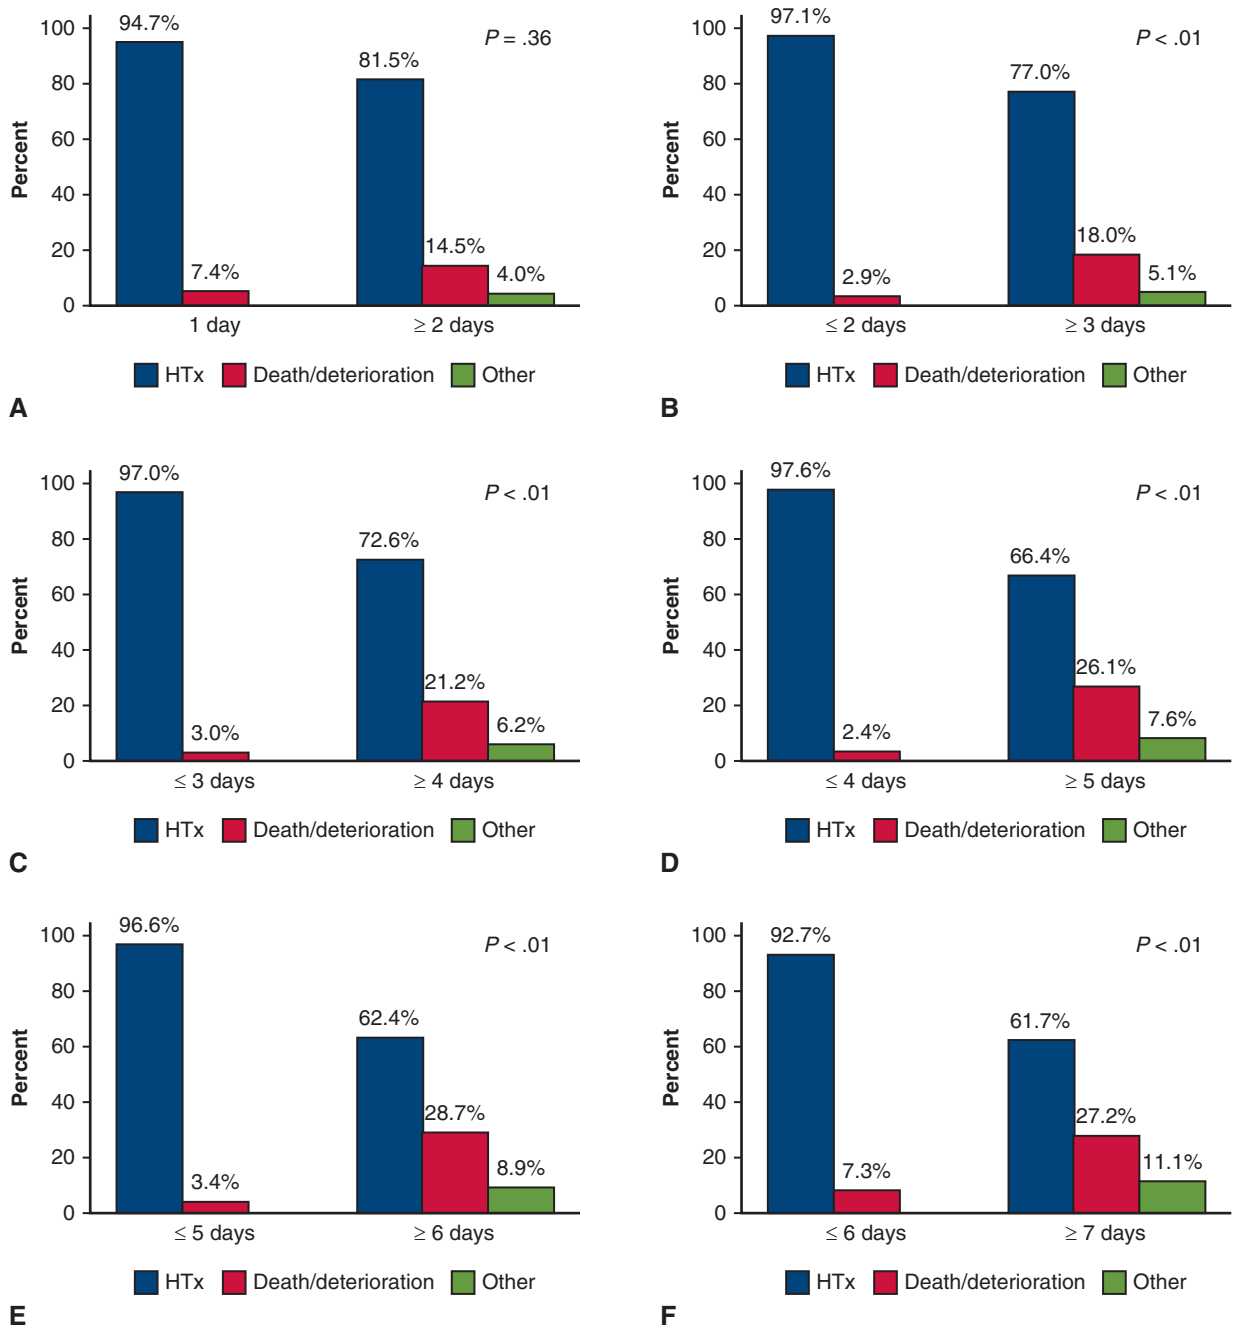 94.7%
100
P = .36
81.5%
80
60
Percent
40
20
14.5%
7.4%
4.0%
0
1 day
≥ 2 days
HTx
Death/deterioration
Other
A
97.1%
100
P < .01
77.0%
80
60
Percent
40
20
18.0%
2.9%
5.1%
0
≤ 2 days
≥ 3 days
HTx
Death/deterioration
Other
B
97.0%
100
P < .01
80
72.6%
60
Percent
40
21.2%
20
3.0%
6.2%
0
≤ 3 days
≥ 4 days
HTx
Death/deterioration
Other
C
97.6%
100
P < .01
80
66.4%
60
Percent
40
26.1%
20
2.4%
7.6%
0
≤ 4 days
≥ 5 days
HTx
Death/deterioration
Other
D
96.6%
100
P < .01
80
62.4%
60
Percent
40
28.7%
20
3.4%
8.9%
0
≤ 5 days
≥ 6 days
HTx
Death/deterioration
Other
E
92.7%
100
P < .01
80
61.7%
60
Percent
40
27.2%
20
7.3%
11.1%
0
≤ 6 days
≥ 7 days
HTx
Death/deterioration
Other
F